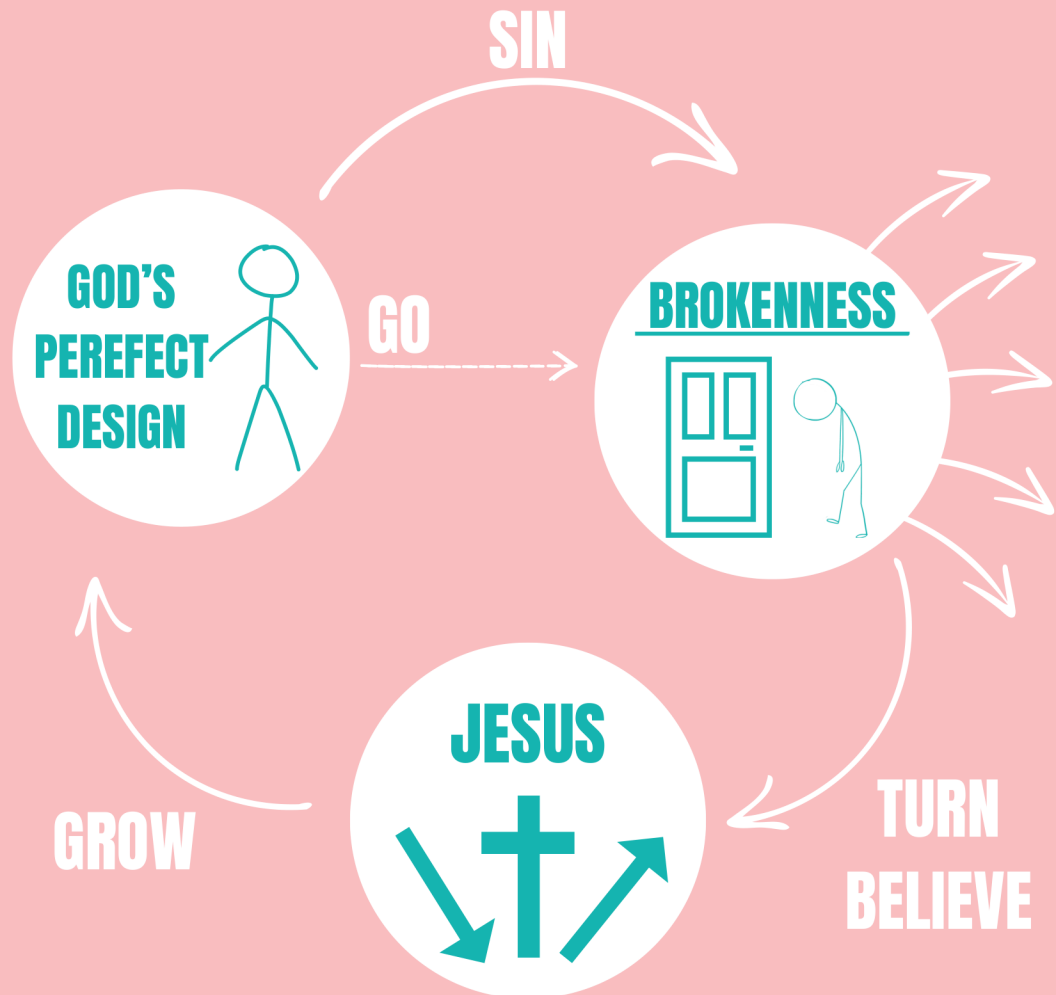 SIN
GOD'S
PEREFECT
DESIGN
GO
BROKENNESS
JESUS
GROW
TURN
BELIEVE